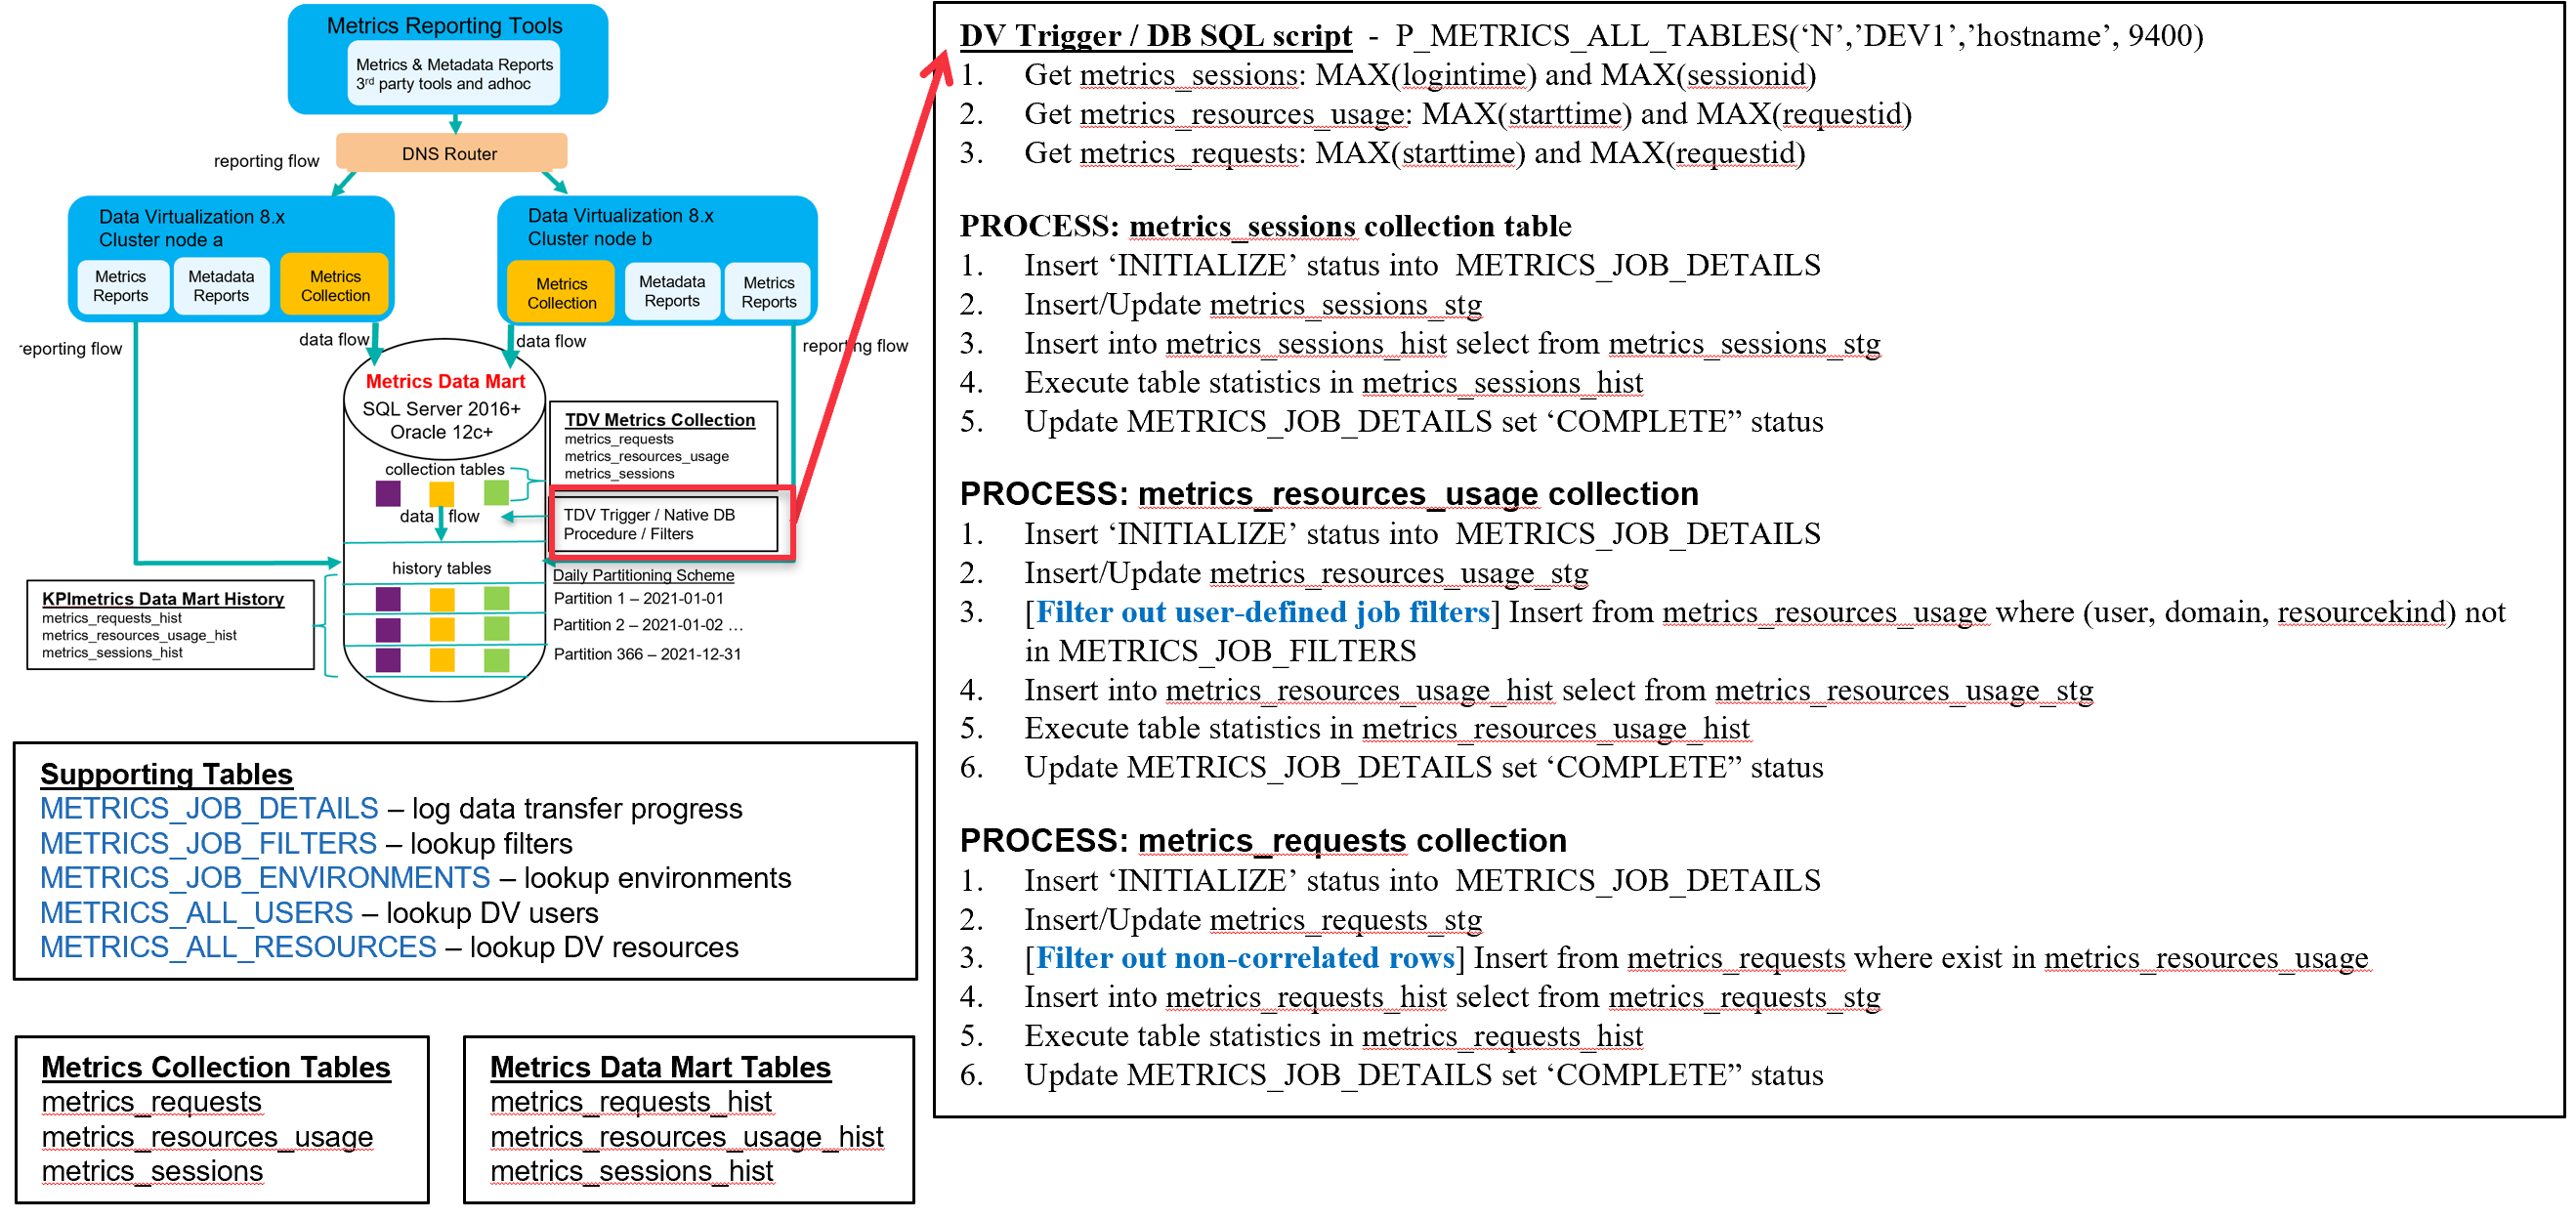 Metrics Reporting Tools
Metrics & Metadata Reports
3rd party tools and adhoc
reporting flow
DNS Router
Data Virtualization 8.x
Cluster node a
Metrics
Reports
Metadata
Reports
Metrics
Collection
Data Virtualization 8.x
Cluster node b
Metrics
Collection
Metadata
Reports
Metrics
Reports
reporting flow
data flow
data flow
reporting flow
Metrics Data Mart
SQL Server 2016+
Oracle 12c+
TDV Metrics Collection
metrics_requests
metrics_resources_usage
metrics_sessions
collection tables
data flow
TDV Trigger / Native DB
Procedure / Filters
history tables
Daily Partitioning Scheme
Partition 1 – 2021-01-01
Partition 2 – 2021-01-02 …
Partition 366 – 2021-12-31
KPImetrics Data Mart History
metrics_requests_hist
metrics_resources_usage_hist
metrics_sessions_hist
Supporting Tables
METRICS_JOB_DETAILS – log data transfer progress
METRICS_JOB_FILTERS – lookup filters
METRICS_JOB_ENVIRONMENTS – lookup environments
METRICS_ALL_USERS – lookup DV users
METRICS_ALL_RESOURCES – lookup DV resources
Metrics Collection Tables
metrics_requests
metrics_resources_usage
metrics_sessions
Metrics Data Mart Tables
metrics_requests_hist
metrics_resources_usage_hist
metrics_sessions_hist
DV Trigger / DB SQL script - P_METRICS_ALL_TABLES(‘N’,’DEV1’,’hostname’, 9400)
1. Get metrics_sessions: MAX(logintime) and MAX(sessionid)
2. Get metrics_resources_usage: MAX(starttime) and MAX(requestid)
3. Get metrics_requests: MAX(starttime) and MAX(requestid)
PROCESS: metrics_sessions collection table
1. Insert ‘INITIALIZE’ status into METRICS_JOB_DETAILS
2. Insert/Update metrics_sessions_stg
3. Insert into metrics_sessions_hist select from metrics_sessions_stg
4. Execute table statistics in metrics_sessions_hist
5. Update METRICS_JOB_DETAILS set ‘COMPLETE” status
PROCESS: metrics_resources_usage collection
1. Insert ‘INITIALIZE’ status into METRICS_JOB_DETAILS
2. Insert/Update metrics_resources_usage_stg
3. [Filter out user-defined job filters] Insert from metrics_resources_usage where (user, domain, resourcekind) not
in METRICS_JOB_FILTERS
4. Insert into metrics_resources_usage_hist select from metrics_resources_usage_stg
5. Execute table statistics in metrics_resources_usage_hist
6. Update METRICS_JOB_DETAILS set ‘COMPLETE” status
PROCESS: metrics_requests collection
1. Insert ‘INITIALIZE’ status into METRICS_JOB_DETAILS
2. Insert/Update metrics_requests_stg
3. [Filter out non-correlated rows] Insert from metrics_requests where exist in metrics_resources_usage
4. Insert into metrics_requests_hist select from metrics_requests_stg
5. Execute table statistics in metrics_requests_hist
6. Update METRICS_JOB_DETAILS set ‘COMPLETE” status